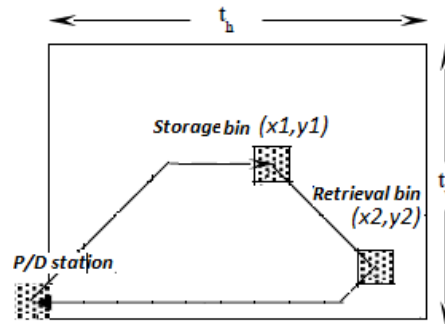 t_h
Storage bin (x1,y1)
Retrieval bin
(x2,y2)
t
P/D station